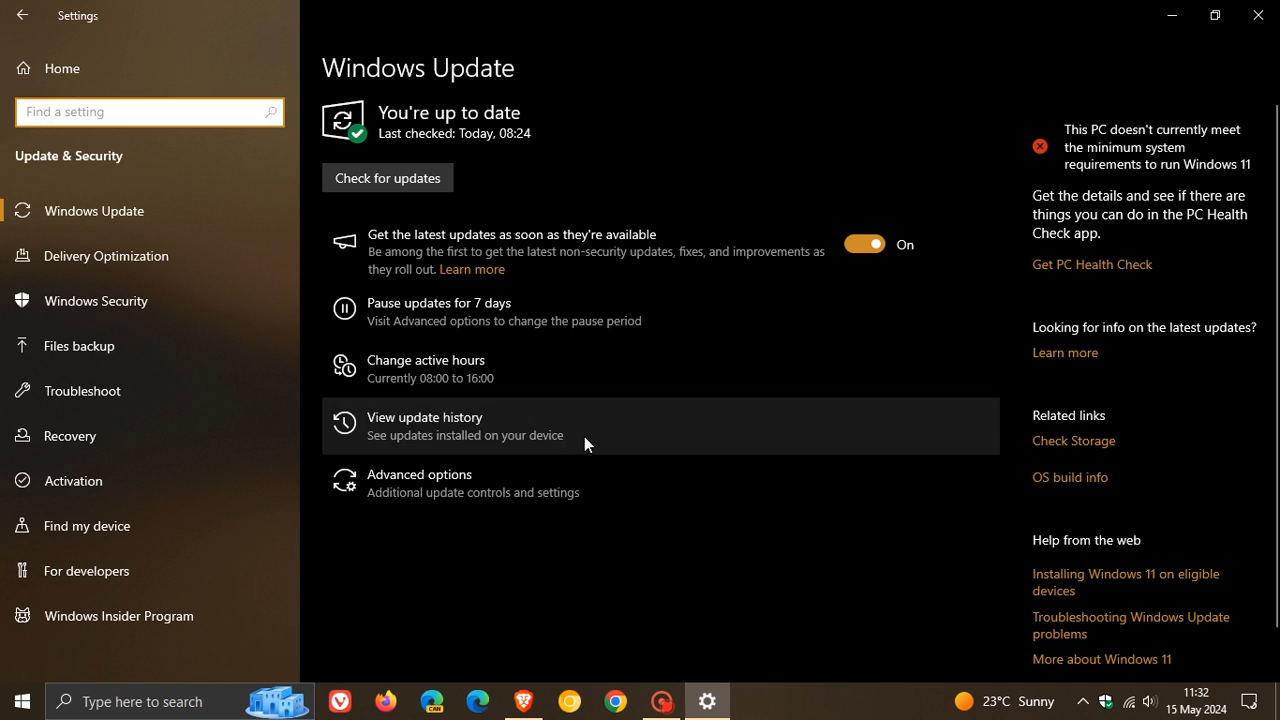 Settings
Home
Find a setting
Update & Security
Windows Update
Delivery Optimization
Windows Security
Files backup
Troubleshoot
Recovery
Activation
Find my device
For developers
Windows Insider Program
Windows Update
You're up to date
Last checked: Today, 08:24
Check for updates
Get the latest updates as soon as they're available
Be among the first to get the latest non-security updates, fixes, and improvements as
they roll out. Learn more
On
Pause updates for 7 days
Visit Advanced options to change the pause period
Change active hours
Currently 08:00 to 16:00
View update history
See updates installed on your device
Advanced options
Additional update controls and settings
This PC doesn't currently meet
the minimum system
requirements to run Windows 11
Get the details and see if there are
things you can do in the PC Health
Check app.
Get PC Health Check
Looking for info on the latest updates?
Learn more
Related links
Check Storage
OS build info
Help from the web
Installing Windows 11 on eligible
devices
Troubleshooting Windows Update
problems
More about Windows 11
Type here to search
CAN
23°C Sunny
11:32
15 May 2024